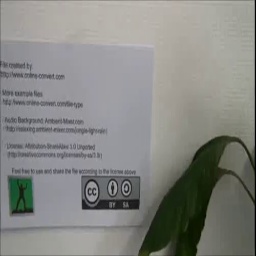 File created by:
http://www.online-convert.com
More example files
http://www.online-convert.com/file-type
Audio Background: Ambient-Mixer.com
License: Attribution-ShareAlike 3.0 Unported
Feel free to use and share the file according to the license above.
cc
BY SA